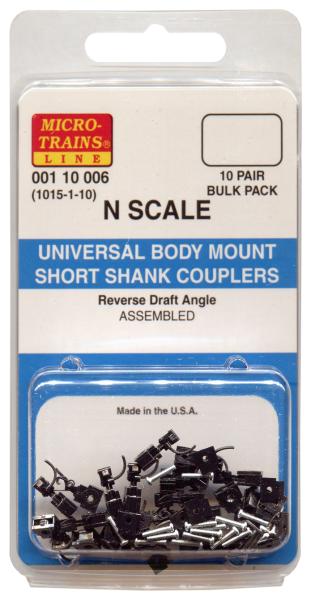 MICRO-
TRAINS®
LINE
001 10 006
(1015-1-10)
10 PAIR
BULK PACK
N SCALE
UNIVERSAL BODY MOUNT
SHORT SHANK COUPLERS
Reverse Draft Angle
ASSEMBLED
Made in the U.S.A.